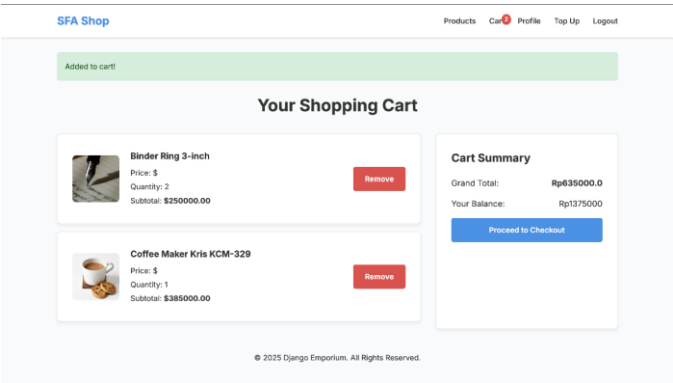 SFA Shop
Products Cart 2 Profile Top Up Logout
Added to cart!
Your Shopping Cart
Binder Ring 3-inch
Price: $
Quantity: 2
Subtotal: $250000.00
Remove
Coffee Maker Kris KCM-329
Price: $
Quantity: 1
Subtotal: $385000.00
Remove
Cart Summary
Grand Total: Rp635000.0
Your Balance: Rp1375000
Proceed to Checkout
© 2025 Django Emporium. All Rights Reserved.